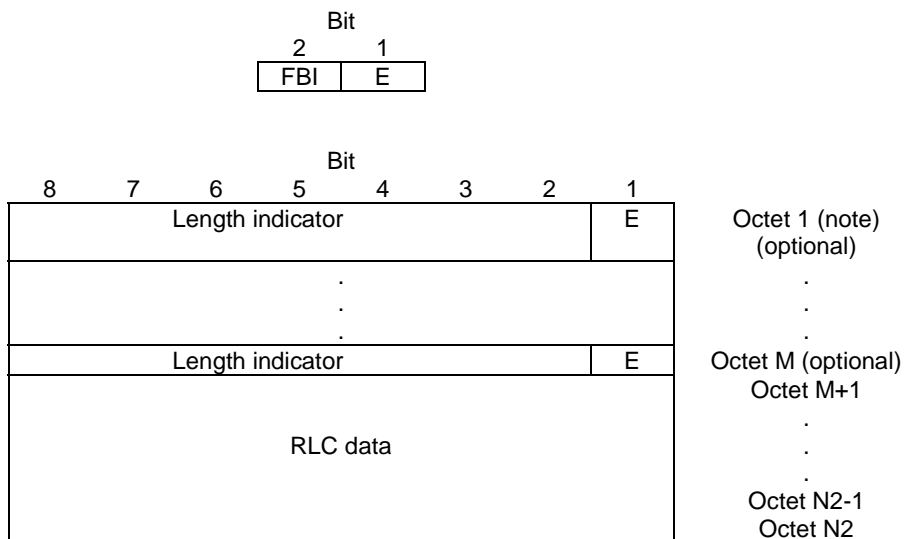 Bit
2 1
FBI E
Bit
8 7 6 5 4 3 2 1
Length indicator E Octet 1 (note)
(optional)
. .
. .
. .
Length indicator E Octet M (optional)
Octet M+1
.
RLC data .
.
Octet N2-1
Octet N2